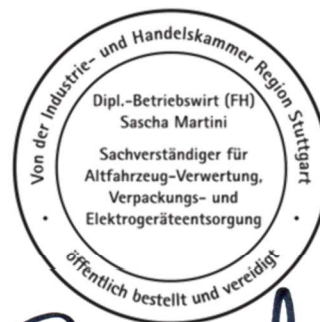 Von der Industrie- und Handelskammer Region Stuttgart
Dipl.-Betriebswirt (FH)
Sascha Martini
Sachverständiger für
Altfahrzeug-Verwertung,
Verpackungs- und
Elektrogeräteentsorgung
öffentlich bestellt und vereidigt